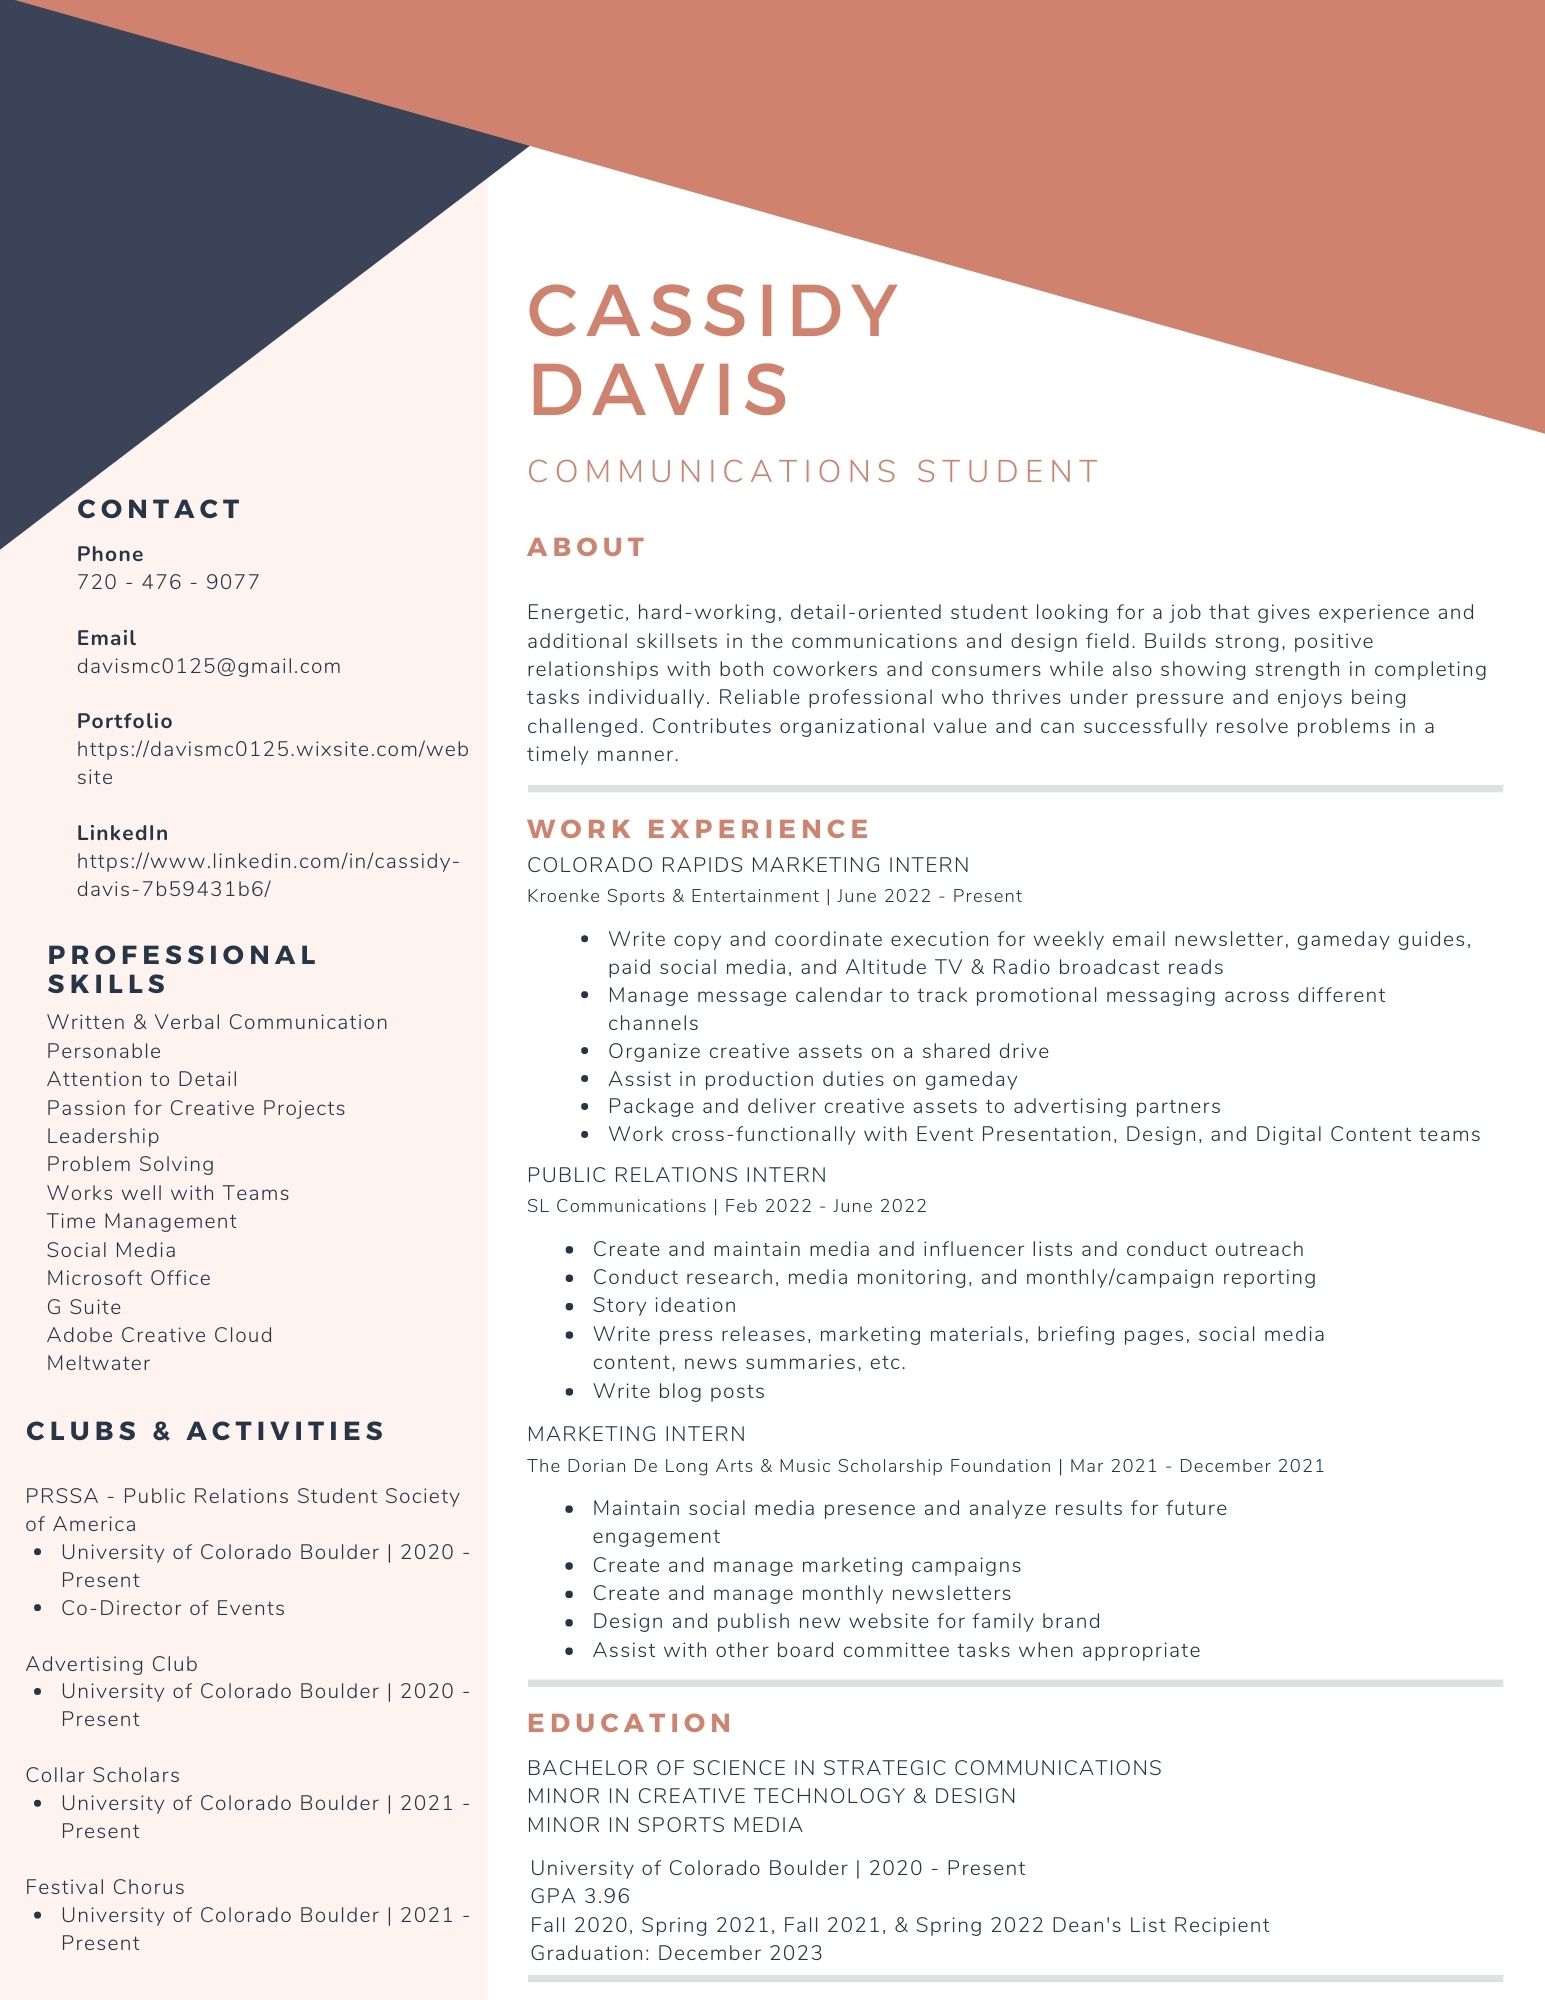 CASSIDY
DAVIS
COMMUNICATIONS STUDENT
CONTACT
Phone
720 - 476 - 9077
Email
davismc0125@gmail.com
Portfolio
https://davismc0125.wixsite.com/web
site
LinkedIn
https://www.linkedin.com/in/cassidy-
davis-7b59431b6/
PROFESSIONAL
SKILLS
Written & Verbal Communication
Personable
Attention to Detail
Passion for Creative Projects
Leadership
Problem Solving
Works well with Teams
Time Management
Social Media
Microsoft Office
G Suite
Adobe Creative Cloud
Meltwater
CLUBS & ACTIVITIES
PRSSA - Public Relations Student Society
of America
• University of Colorado Boulder | 2020 -
Present
• Co-Director of Events
Advertising Club
• University of Colorado Boulder | 2020 -
Present
Collar Scholars
• University of Colorado Boulder | 2021 -
Present
Festival Chorus
• University of Colorado Boulder | 2021 -
Present
ABOUT
Energetic, hard-working, detail-oriented student looking for a job that gives experience and
additional skillsets in the communications and design field. Builds strong, positive
relationships with both coworkers and consumers while also showing strength in completing
tasks individually. Reliable professional who thrives under pressure and enjoys being
challenged. Contributes organizational value and can successfully resolve problems in a
timely manner.
WORK EXPERIENCE
COLORADO RAPIDS MARKETING INTERN
Kroenke Sports & Entertainment | June 2022 - Present
• Write copy and coordinate execution for weekly email newsletter, gameday guides,
paid social media, and Altitude TV & Radio broadcast reads
• Manage message calendar to track promotional messaging across different
channels
• Organize creative assets on a shared drive
• Assist in production duties on gameday
• Package and deliver creative assets to advertising partners
• Work cross-functionally with Event Presentation, Design, and Digital Content teams
PUBLIC RELATIONS INTERN
SL Communications | Feb 2022 - June 2022
• Create and maintain media and influencer lists and conduct outreach
• Conduct research, media monitoring, and monthly/campaign reporting
• Story ideation
• Write press releases, marketing materials, briefing pages, social media
content, news summaries, etc.
• Write blog posts
MARKETING INTERN
The Dorian De Long Arts & Music Scholarship Foundation | Mar 2021 - December 2021
• Maintain social media presence and analyze results for future
engagement
• Create and manage marketing campaigns
• Create and manage monthly newsletters
• Design and publish new website for family brand
• Assist with other board committee tasks when appropriate
EDUCATION
BACHELOR OF SCIENCE IN STRATEGIC COMMUNICATIONS
MINOR IN CREATIVE TECHNOLOGY & DESIGN
MINOR IN SPORTS MEDIA
University of Colorado Boulder | 2020 - Present
GPA 3.96
Fall 2020, Spring 2021, Fall 2021, & Spring 2022 Dean's List Recipient
Graduation: December 2023